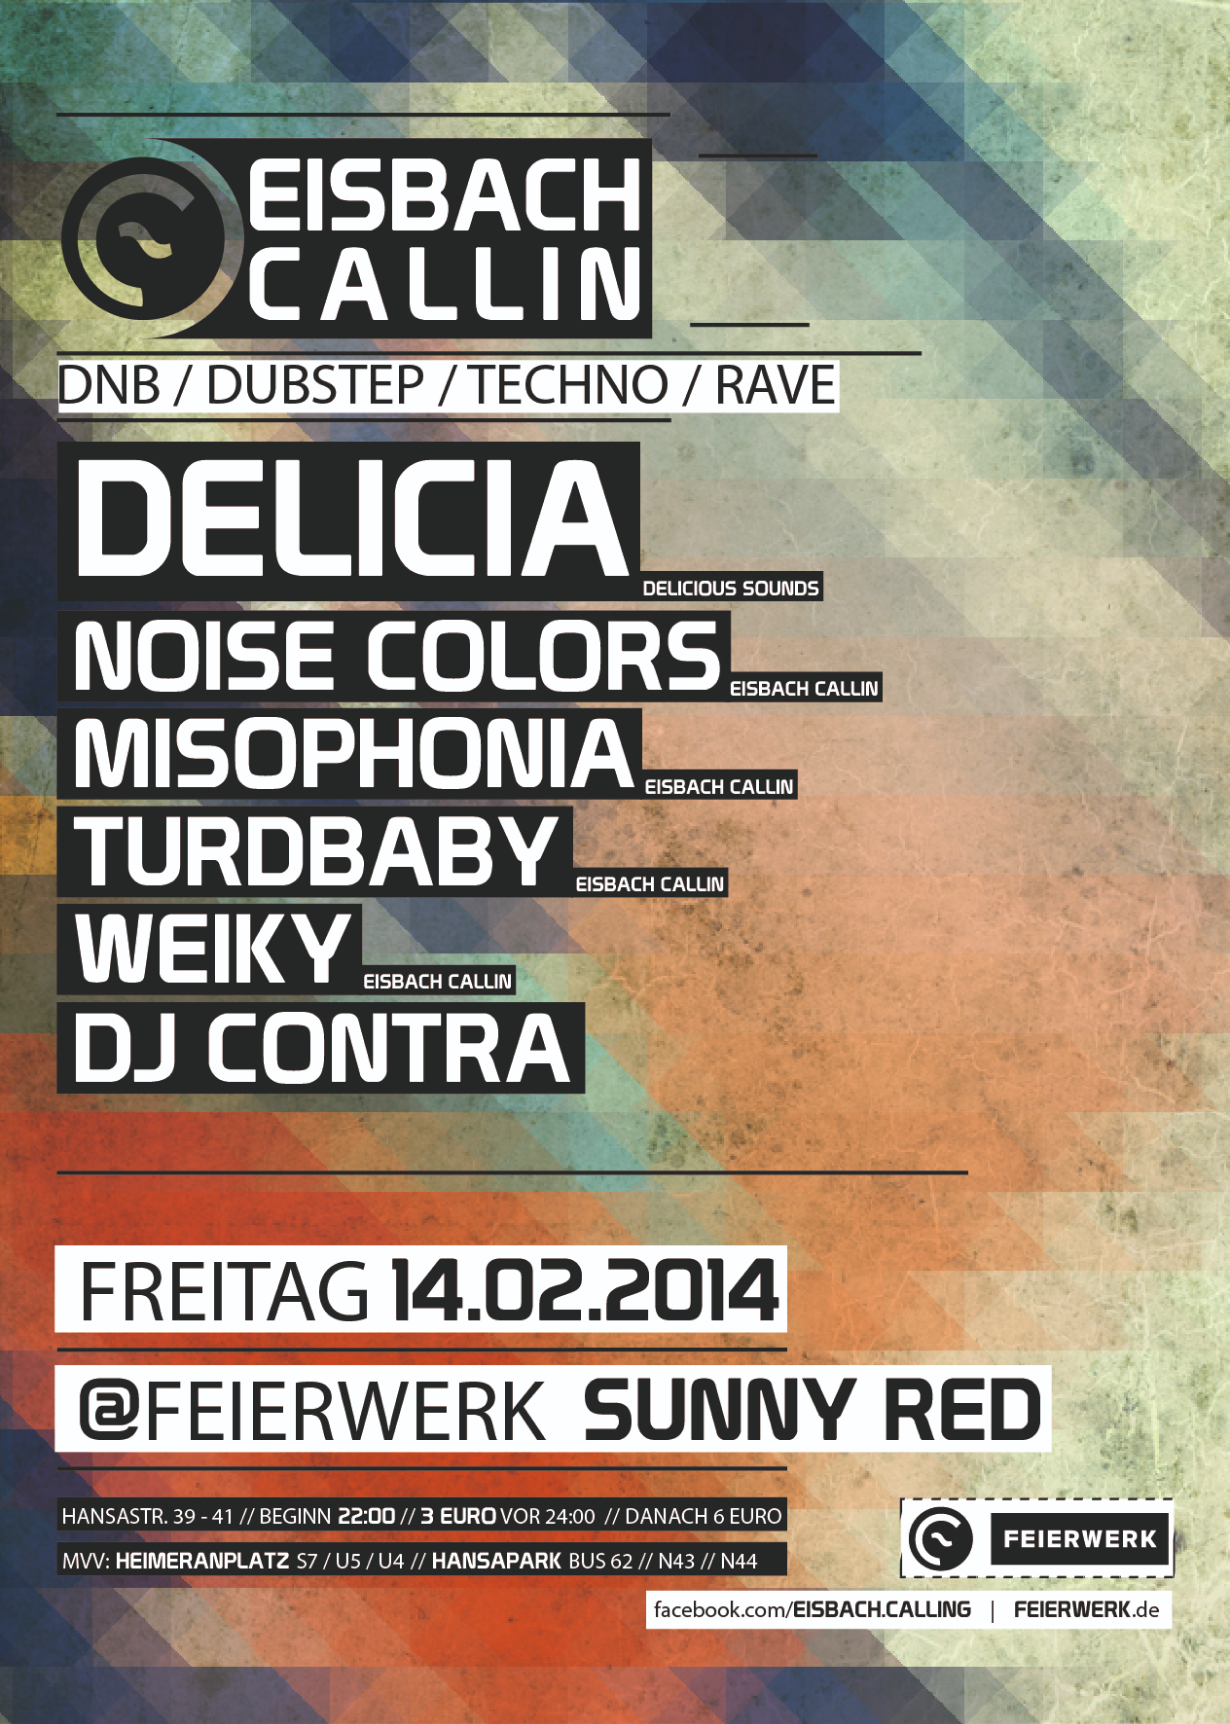 EISBACH
CALLIN
DNB / DUBSTEP / TECHNO / RAVE
DELICIA
DELICIOUS SOUNDS
NOISE COLORS
EISBACH CALLIN
MISOPHONIA
EISBACH CALLIN
TURDBABY
EISBACH CALLIN
WEIKY
EISBACH CALLIN
DJ CONTRA
FREITAG 14.02.2014
@FEIERWERK SUNNY RED
HANSASTR. 39 - 41 // BEGINN 22:00 // 3 EURO VOR 24:00 // DANACH 6 EURO
MVV: HEIMERANPLATZ S7 / U5 / U4 // HANSAPARK BUS 62 // N43 // N44
FEIERWERK
facebook.com/EISBACH.CALLING | FEIERWERK.de